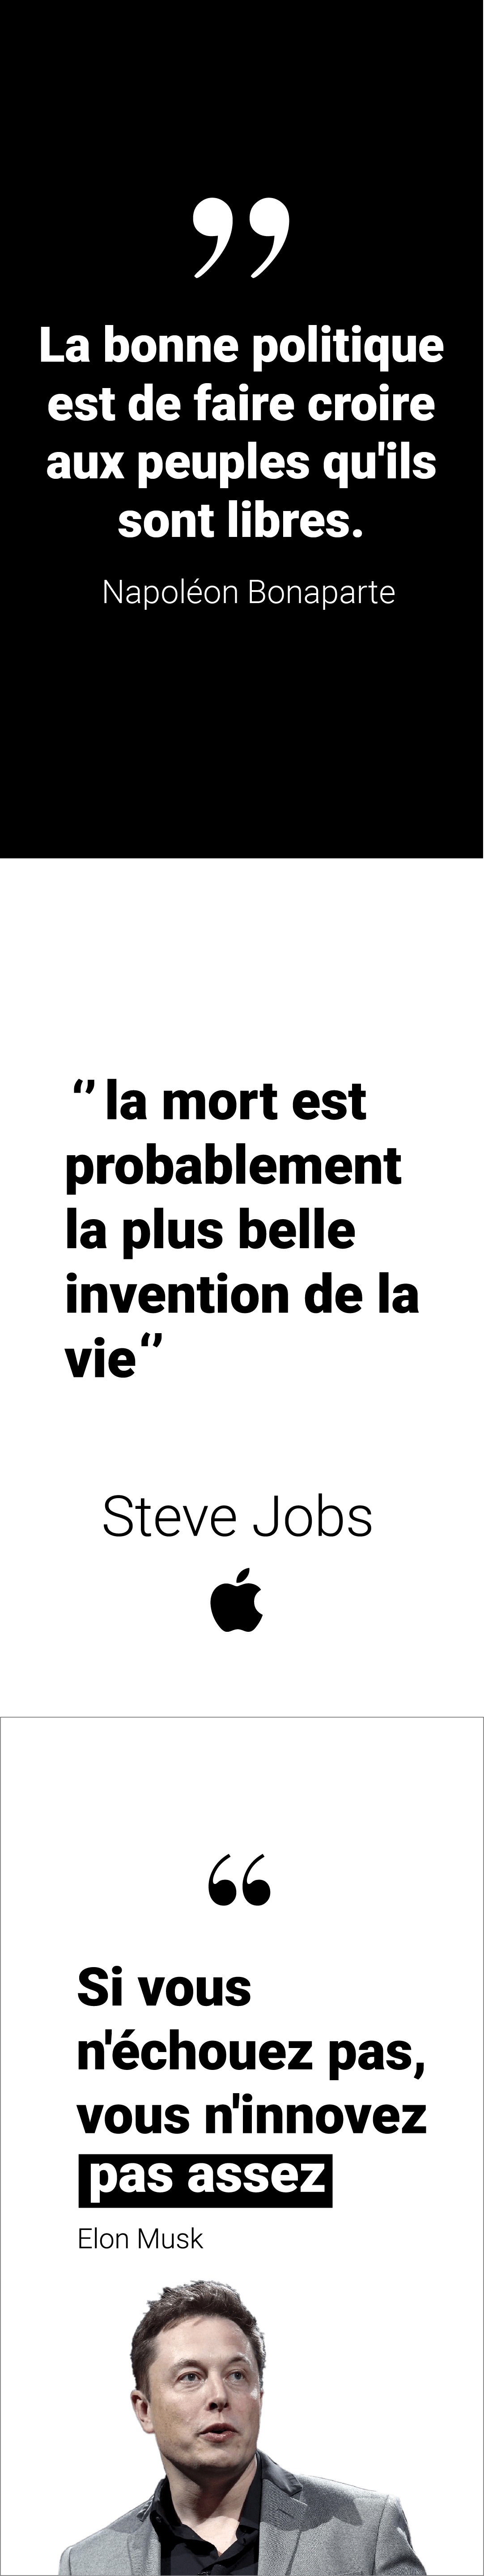 ”
La bonne politique
est de faire croire
aux peuples qu'ils
sont libres.
Napoléon Bonaparte
‘’ la mort est
probablement
la plus belle
invention de la
vie ‘’
Steve Jobs
“
Si vous
n'échouez pas,
vous n'innovez
pas assez
Elon Musk